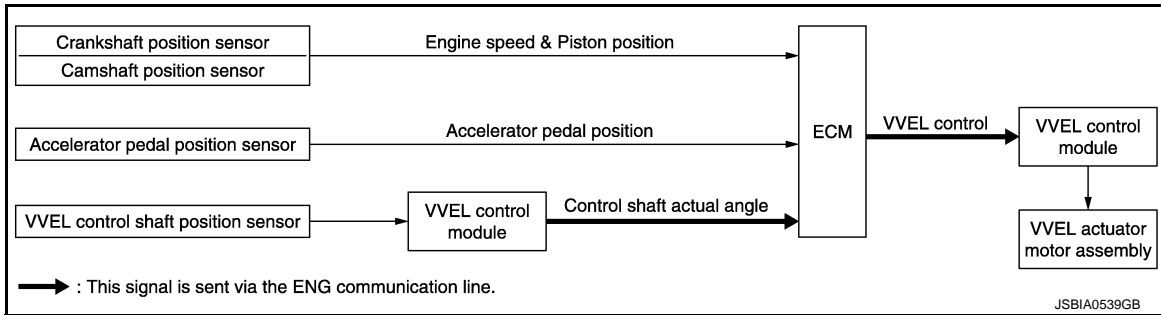 Crankshaft position sensor
Camshaft position sensor
Engine speed & Piston position
Accelerator pedal position sensor
Accelerator pedal position
VVEL control shaft position sensor
VVEL control
module
Control shaft actual angle
ECM
VVEL control
VVEL control
module
VVEL actuator
motor assembly
: This signal is sent via the ENG communication line.
JSBIA0539GB